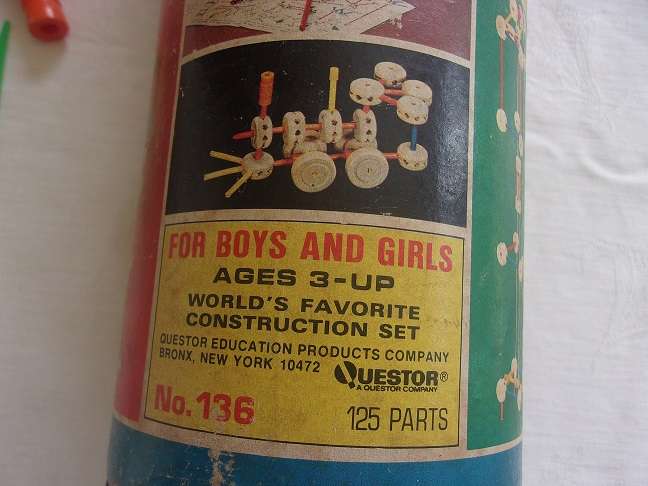 FOR BOYS AND GIRLS
AGES 3-UP
WORLD'S FAVORITE
CONSTRUCTION SET
QUESTOR EDUCATION PRODUCTS COMPANY
BRONX, NEW YORK 10472
QUESTOR®
A QUESTOR COMPANY
No. 136
125 PARTS